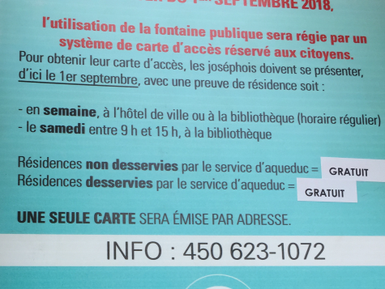 DU 1er SEPTEMBRE 2018,
l'utilisation de la fontaine publique sera régie par un
système de carte d'accès réservé aux citoyens.
Pour obtenir leur carte d'accès, les joséphois doivent se présenter,
d'ici le 1er septembre, avec une preuve de résidence soit :
- en semaine, à l'hôtel de ville ou à la bibliothèque (horaire régulier)
- le samedi entre 9 h et 15 h, à la bibliothèque
Résidences non desservies par le service d'aqueduc = GRATUIT
Résidences desservies par le service d'aqueduc = GRATUIT
UNE SEULE CARTE SERA ÉMISE PAR ADRESSE.
INFO : 450 623-1072